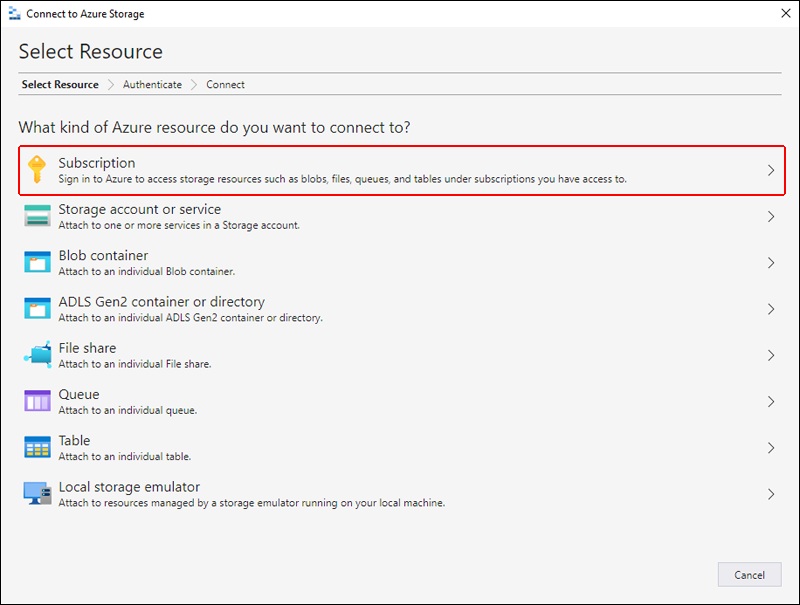 Connect to Azure Storage
Select Resource
Select Resource Authenticate Connect
What kind of Azure resource do you want to connect to?
Subscription
Sign in to Azure to access storage resources such as blobs, files, queues, and tables under subscriptions you have access to.
Storage account or service
Attach to one or more services in a Storage account.
Blob container
Attach to an individual Blob container.
ADLS Gen2 container or directory
Attach to an individual ADLS Gen2 container or directory.
File share
Attach to an individual File share.
Queue
Attach to an individual queue.
Table
Attach to an individual table.
Local storage emulator
Attach to resources managed by a storage emulator running on your local machine.
Cancel